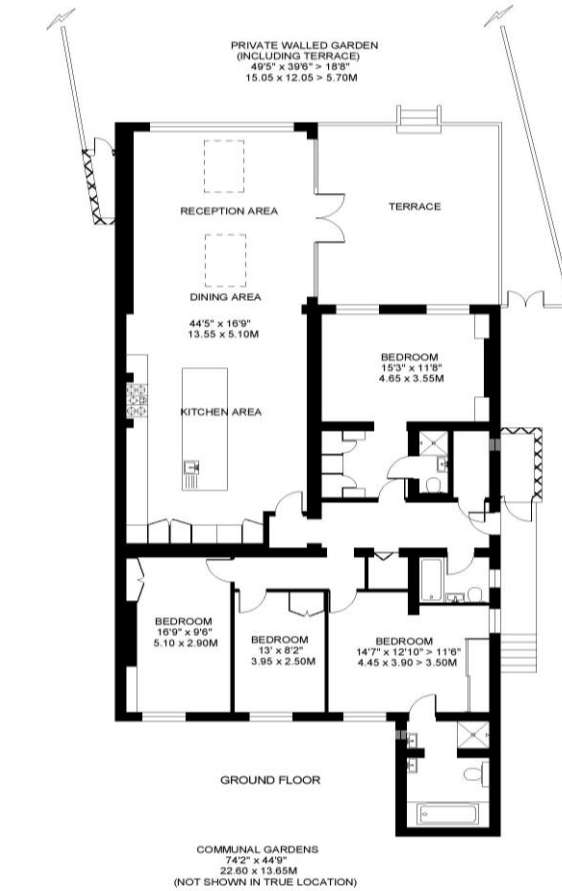 PRIVATE WALLED GARDEN
(INCLUDING TERRACE)
49'5" x 39'6" > 18'8"
15.05 x 12.05 > 5.70M
RECEPTION AREA
TERRACE
DINING AREA
44'5" x 16'9"
13.55 x 5.10M
BEDROOM
15'3" x 11'8"
4.65 x 3.55M
KITCHEN AREA
BEDROOM
16'9" x 9'6"
5.10 x 2.90M
BEDROOM
13' x 8'2"
3.95 x 2.50M
BEDROOM
14'7" x 12'10" > 11'6"
4.45 x 3.90 > 3.50M
GROUND FLOOR
COMMUNAL GARDENS
74'2" x 44'9"
22.60 x 13.65M
(NOT SHOWN IN TRUE LOCATION)